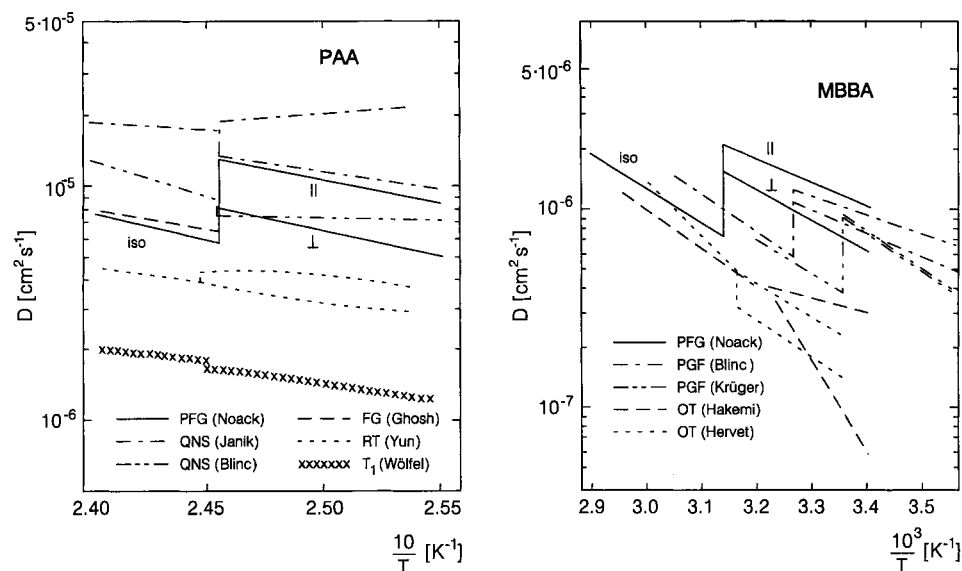 PAA
5·10⁻⁵
10⁻⁵
10⁻⁶
D [cm² s⁻¹]
iso
||
⊥
PFG (Noack)
QNS (Janik)
QNS (Blinc)
FG (Ghosh)
RT (Yun)
xxxxxxx T₁ (Wölfel)
2.40
2.45
2.50
2.55
10
T
[K⁻¹]
MBBA
5·10⁻⁶
10⁻⁶
10⁻⁷
D [cm² s⁻¹]
iso
||
⊥
PFG (Noack)
PGF (Blinc)
PGF (Krüger)
OT (Hakemi)
OT (Hervet)
2.9
3.0
3.1
3.2
3.3
3.4
3.5
10³
T
[K⁻¹]